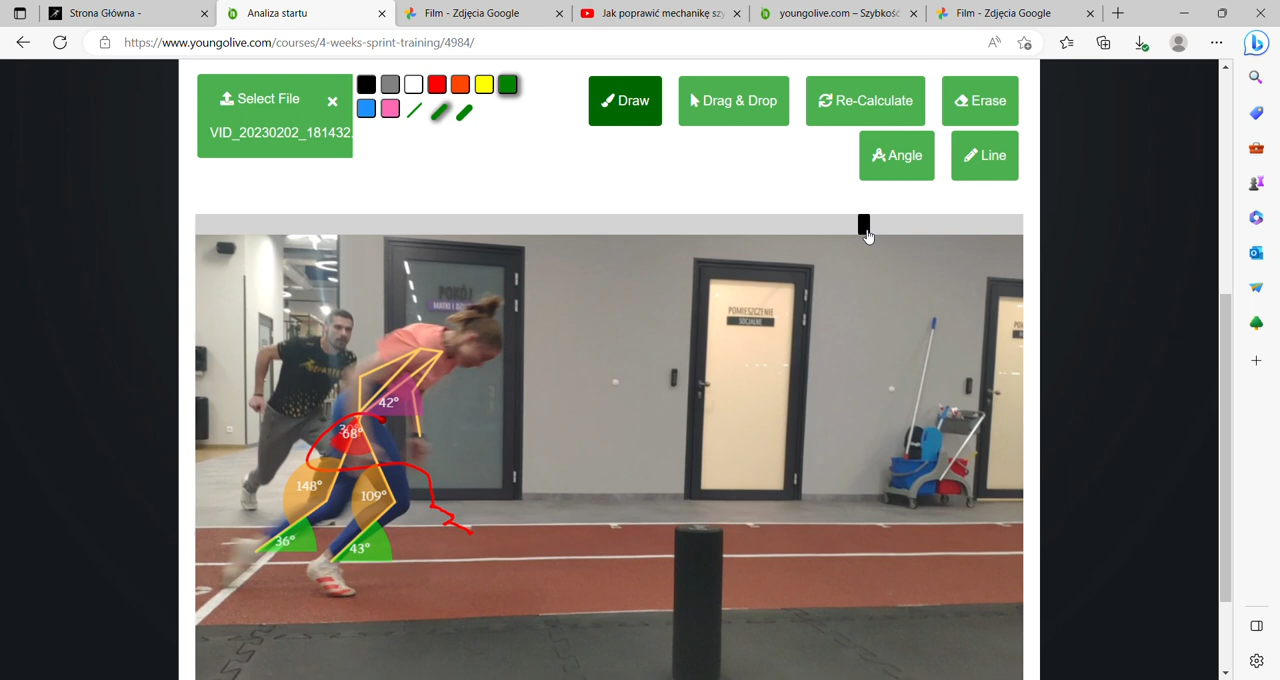 Strona Główna -
Analiza startu
Film - Zdjęcia Google
Jak poprawić mechanikę szy
youngolive.com – Szybkość
Film - Zdjęcia Google
https://www.youngolive.com/courses/4-weeks-sprint-training/4984/
Select File
VID_20230202_181432.
Draw
Drag & Drop
Re-Calculate
Erase
Angle
Line
POKÓJ
MATKI I
POMIESZCZENIE
SOCJALNE
42°
68°
148°
109°
36°
43°